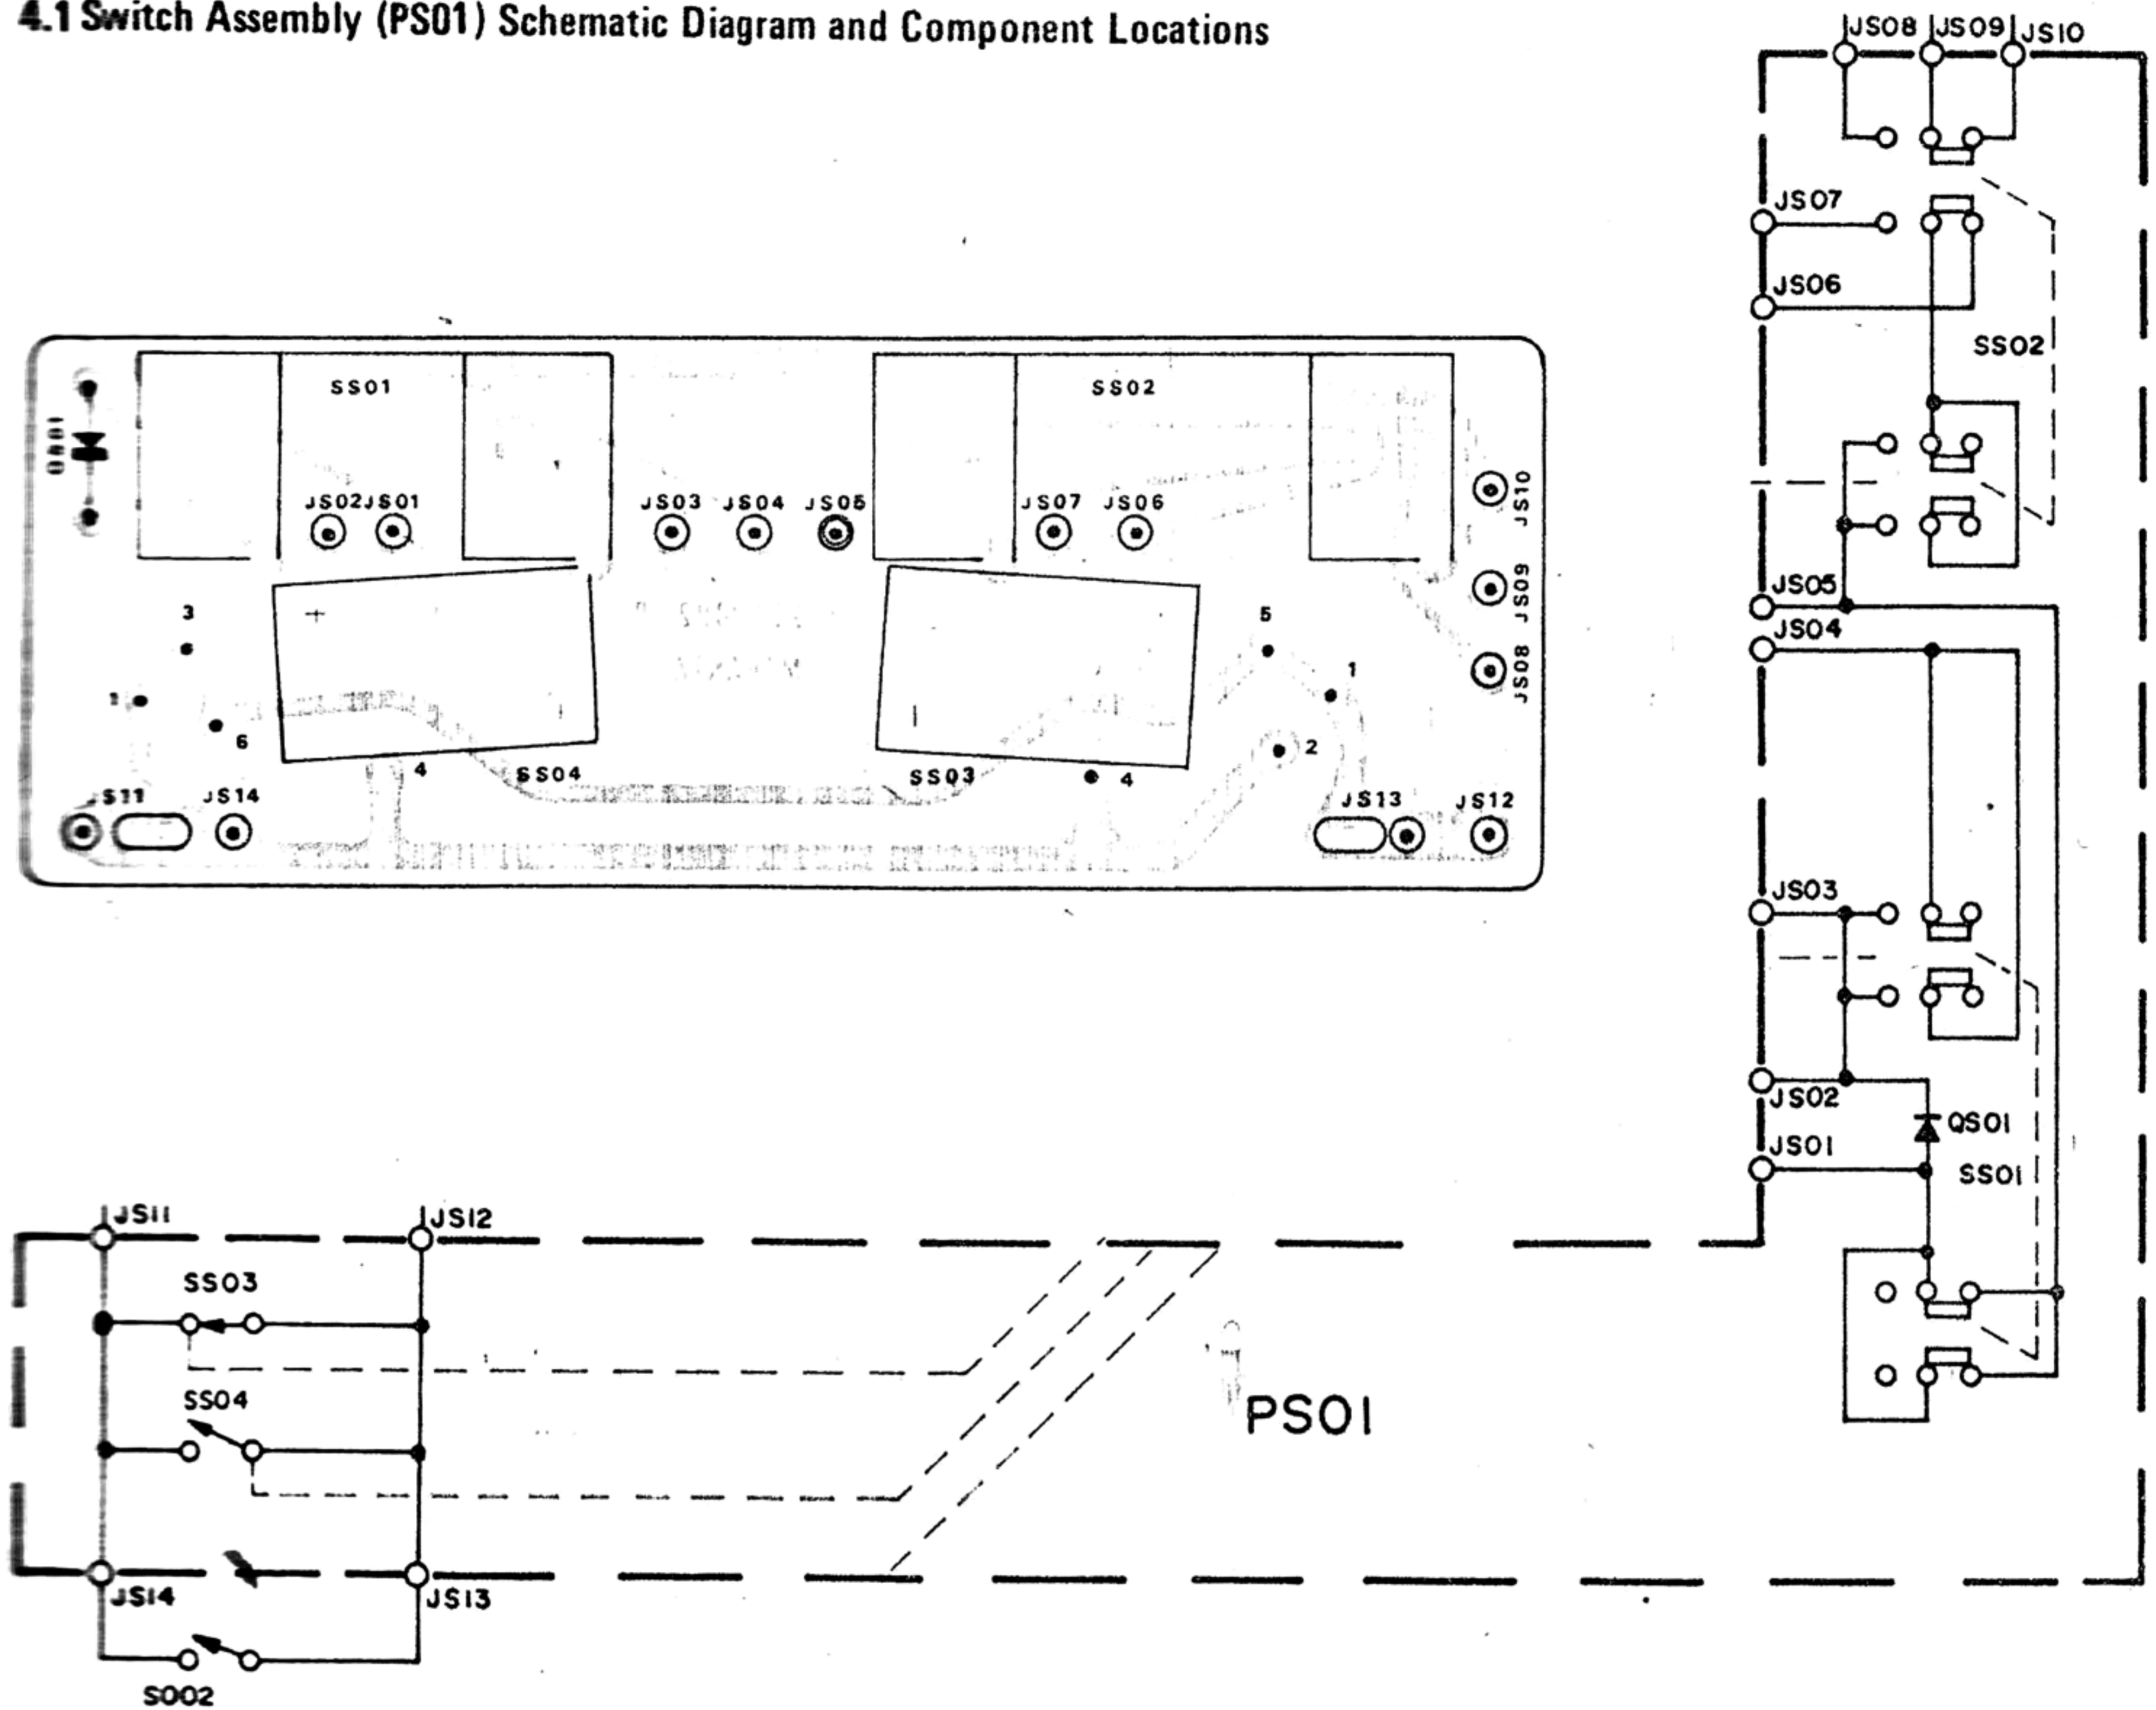 4.1 Switch Assembly (PS01) Schematic Diagram and Component Locations
JS08 JS09 JS10
JS07
JS06
SS02
JS05
JS04
JS03
JS02
QS01
JS01
SS01
SS01
SS02
JS02 JS01
JS03 JS04 JS05
JS07 JS06
JS10
JS09
JS08
3
1
6
4
SS04
SS03
4
5
1
2
JS11
JS14
JS13
JS12
JS11
JS12
SS03
SS04
PS01
JS14
JS13
S002